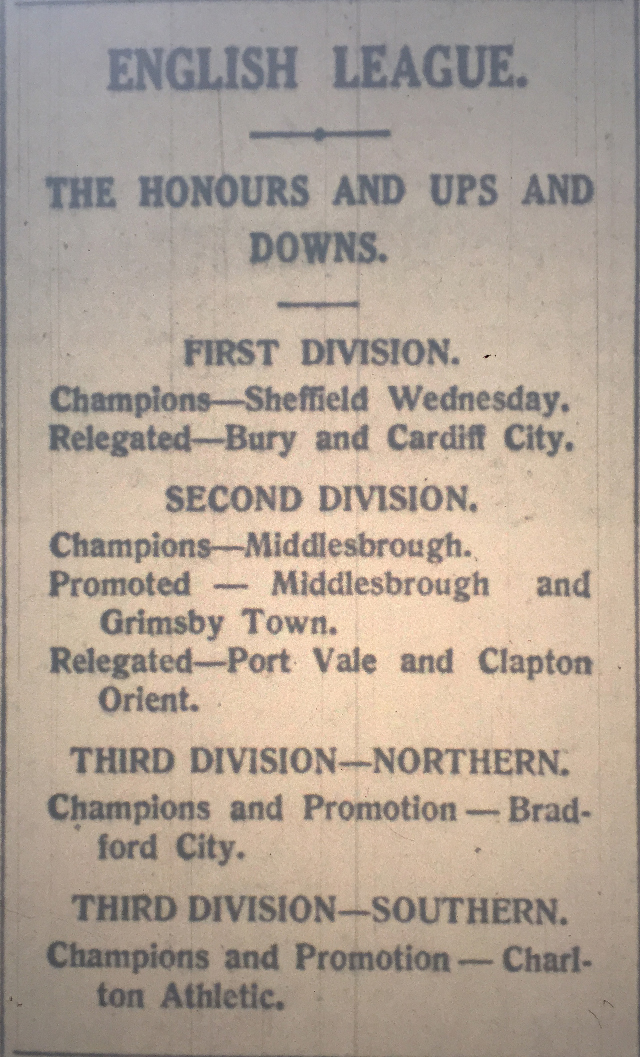 ENGLISH LEAGUE.
THE HONOURS AND UPS AND
DOWNS.
FIRST DIVISION.
Champions—Sheffield Wednesday.
Relegated—Bury and Cardiff City.
SECOND DIVISION.
Champions—Middlesbrough.
Promoted — Middlesbrough and
Grimsby Town.
Relegated—Port Vale and Clapton
Orient.
THIRD DIVISION—NORTHERN.
Champions and Promotion — Brad-
ford City.
THIRD DIVISION—SOUTHERN.
Champions and Promotion — Charl-
ton Athletic.